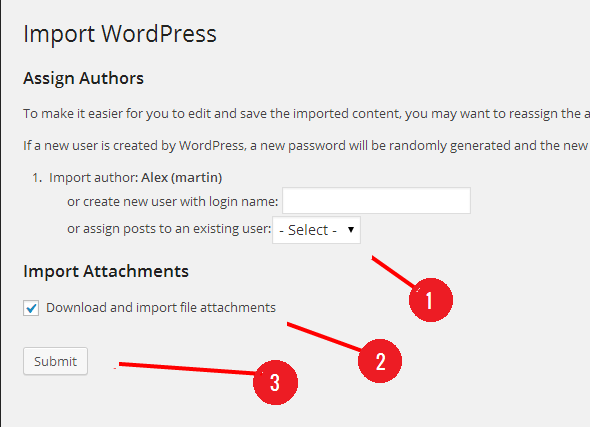 Import WordPress
Assign Authors
To make it easier for you to edit and save the imported content, you may want to reassign the a
If a new user is created by WordPress, a new password will be randomly generated and the new
1. Import author: Alex (martin)
or create new user with login name:
or assign posts to an existing user: - Select -
1
Import Attachments
Download and import file attachments
2
Submit
3